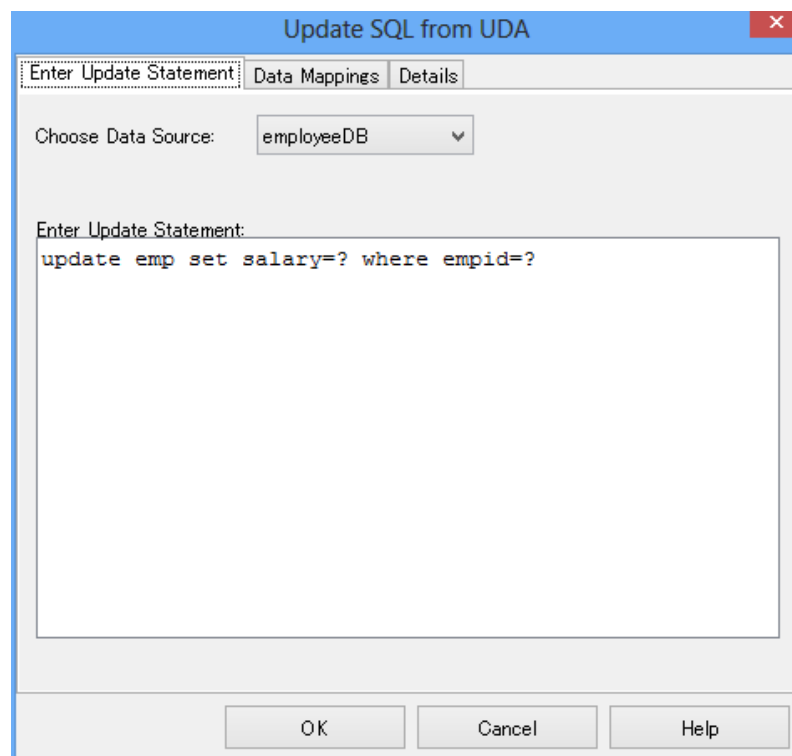 Update SQL from UDA
Enter Update Statement Data Mappings Details
Choose Data Source: employeeDB
Enter Update Statement:
update emp set salary=? where empid=?
OK Cancel Help